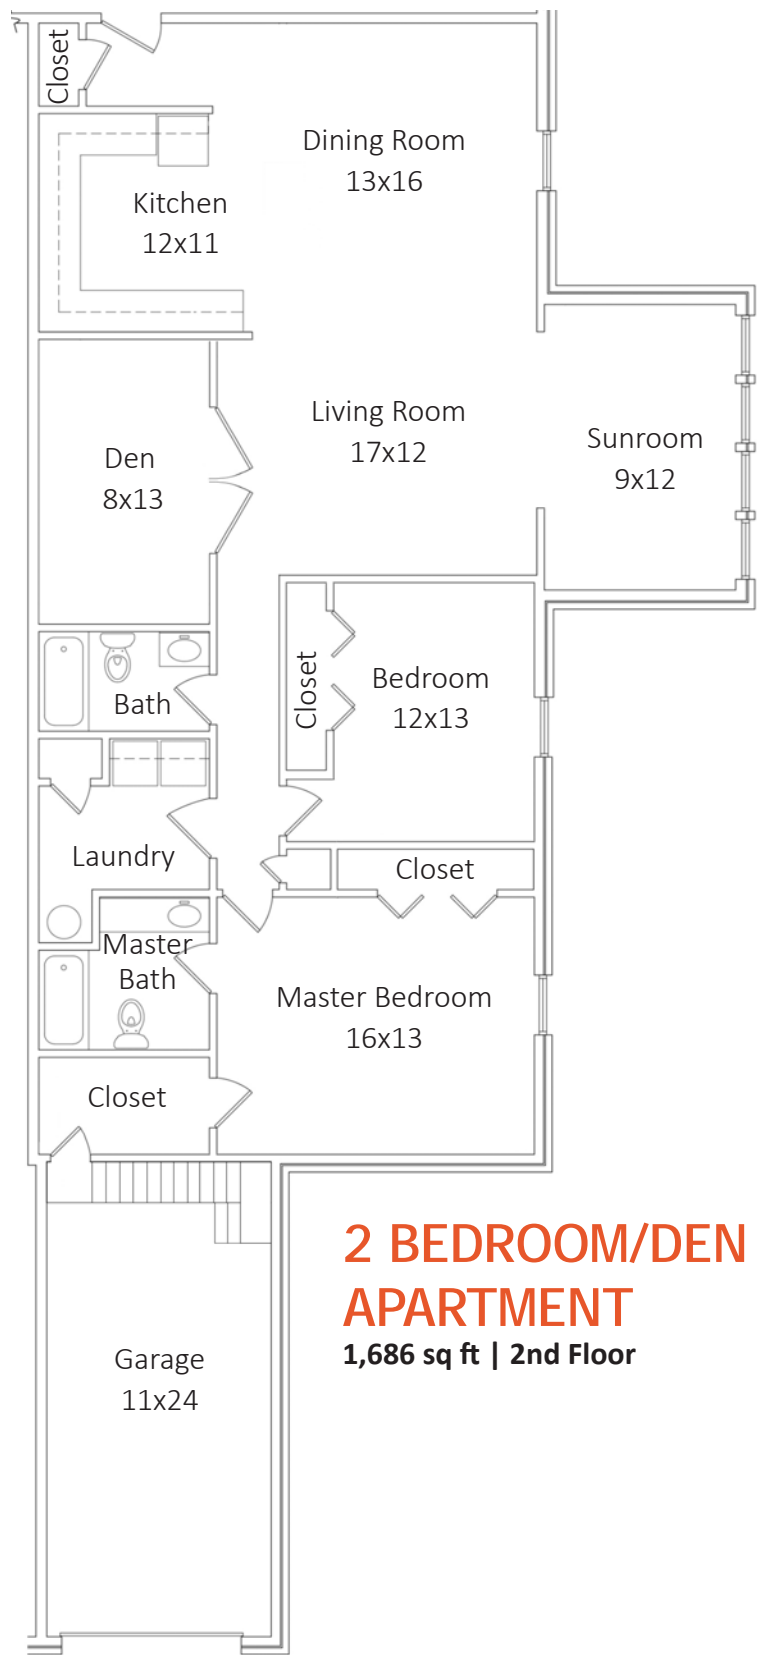 Closet
Dining Room
13x16
Kitchen
12x11
Living Room
17x12
Sunroom
9x12
Den
8x13
Closet
Bedroom
12x13
Bath
Laundry
Closet
Master
Bath
Master Bedroom
16x13
Closet
2 BEDROOM/DEN
APARTMENT
1,686 sq ft | 2nd Floor
Garage
11x24